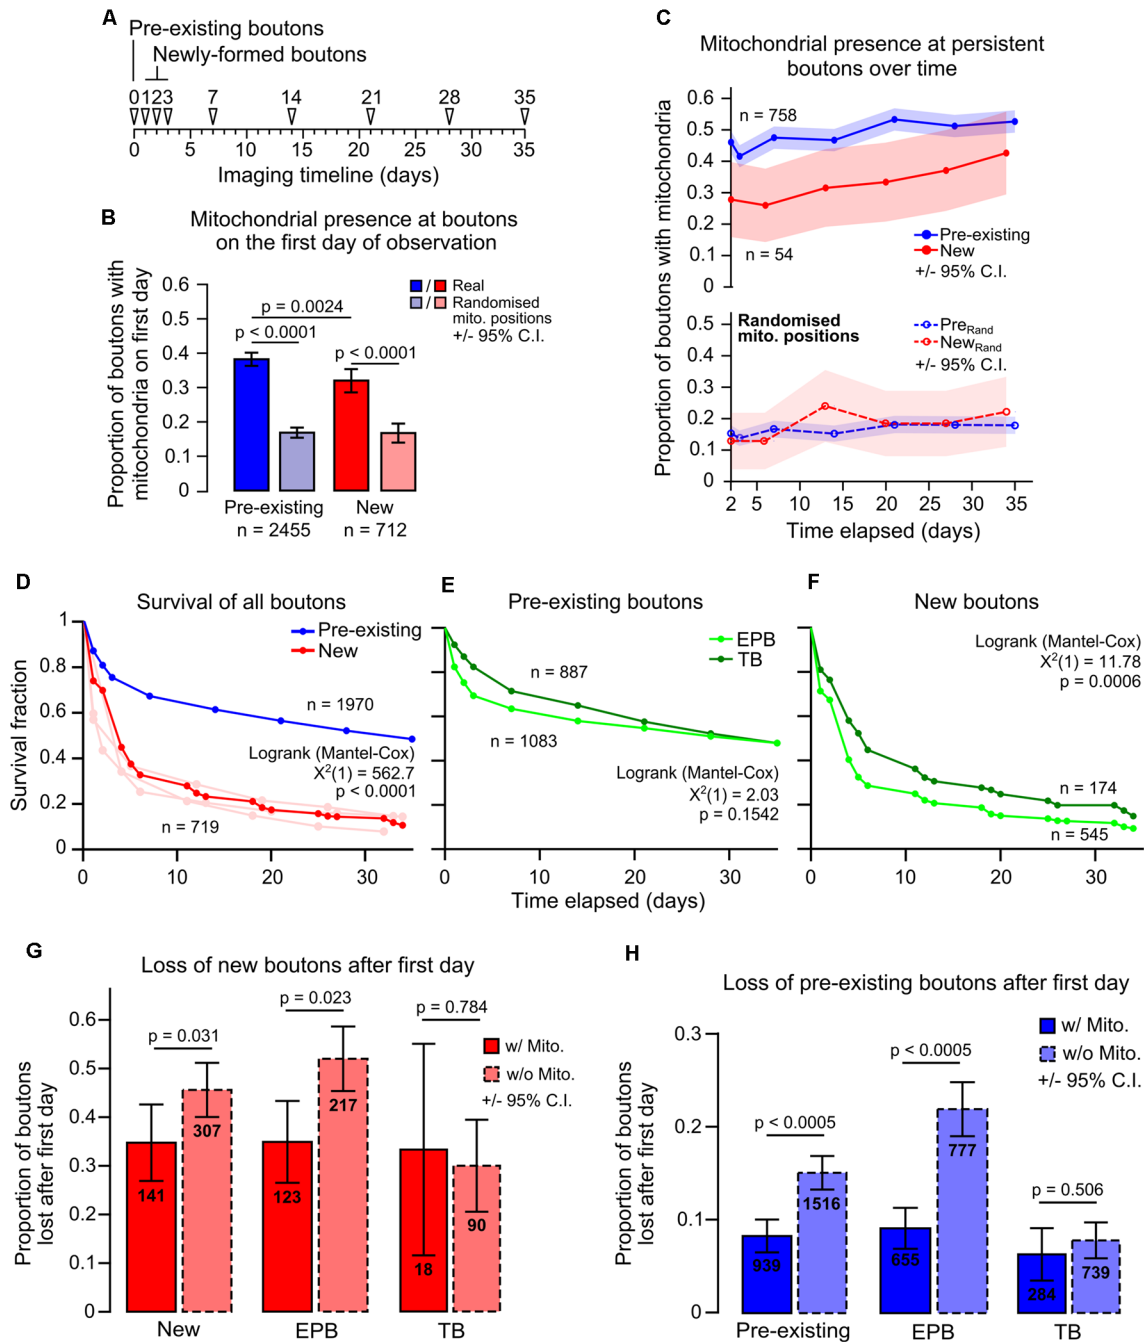 A
Pre-existing boutons
Newly-formed boutons
0 1 2 3 7 14 21 28 35
0 5 10 15 20 25 30 35
Imaging timeline (days)
B
Mitochondrial presence at boutons
on the first day of observation
Proportion of boutons with
mitochondria on first day
0.6
0.5
0.4
0.3
0.2
0.1
0
p = 0.0024
p < 0.0001
p < 0.0001
/ Real
/ Randomised
mito. positions
+/- 95% C.I.
Pre-existing New
n = 2455 n = 712
C
Mitochondrial presence at persistent
boutons over time
Proportion of boutons with mitochondria
0.6
0.5
0.4
0.3
0.2
0.1
0
n = 758
n = 54
Pre-existing
New
+/- 95% C.I.
0.5
0.4
0.3
0.2
0.1
0
Randomised
mito. positions
PreRand
NewRand
+/- 95% C.I.
2 5 10 15 20 25 30 35
Time elapsed (days)
D
Survival of all boutons
Survival fraction
1
0.8
0.6
0.4
0.2
0
Pre-existing
New
n = 1970
Logrank (Mantel-Cox)
X²(1) = 562.7
p < 0.0001
n = 719
0 10 20 30
E
Pre-existing boutons
EPB
TB
n = 887
n = 1083
Logrank (Mantel-Cox)
X²(1) = 2.03
p = 0.1542
0 10 20 30
Time elapsed (days)
F
New boutons
Logrank (Mantel-Cox)
X²(1) = 11.78
p = 0.0006
n = 174
n = 545
0 10 20 30
G
Loss of new boutons after first day
Proportion of boutons
lost after first day
0.6
0.5
0.4
0.3
0.2
0.1
0
p = 0.031
p = 0.023
p = 0.784
w/ Mito.
w/o Mito.
+/- 95% C.I.
141 307 123 217 18 90
New EPB TB
H
Loss of pre-existing boutons after first day
Proportion of boutons
lost after first day
0.3
0.2
0.1
0
p < 0.0005
p < 0.0005
p = 0.506
w/ Mito.
w/o Mito.
+/- 95% C.I.
939 1516 655 777 284 739
Pre-existing EPB TB